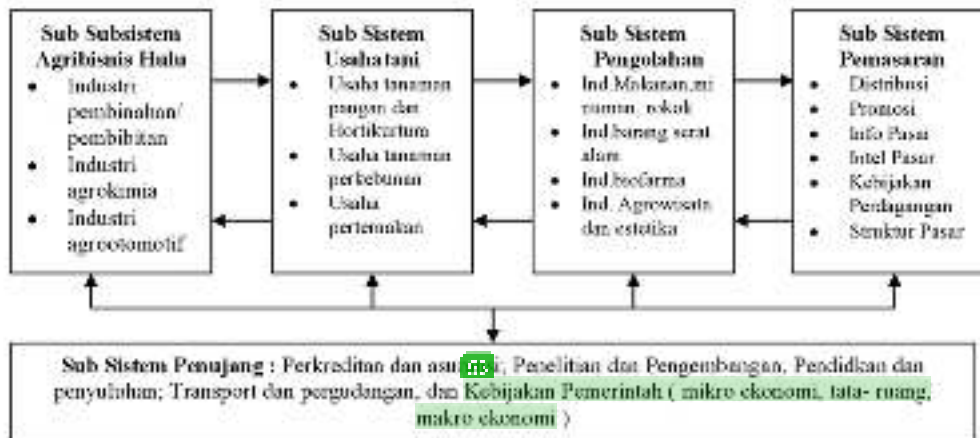 Sub Subsistem
Agribisnis Hulu
• Industri
pembinahan/
pembibitan
• Industri
agrokimia
• Industri
agrootomotif
Sub Sistem
Usahatani
• Usaha tanaman
pangan dan
Hortikurtura
• Usaha tanaman
perkebunan
• Usaha
perternakan
Sub Sistem
Pengolahan
• Ind.Makanan,mi
numan, rokok
• Ind.barang serat
alam
• Ind.biofarma
• Ind. Agrowisata
dan estetika
Sub Sistem
Pemasaran
• Distribusi
• Promosi
• Info Pasar
• Intel Pasar
• Kebijakan
Perdagangan
• Struktur Pasar
Sub Sistem Penujang : Perkreditan dan Penelitian dan Pengembangan, Pendidkan dan
penyuluhan; Transport dan pergudangan, dan Kebijakan Pemerintah ( mikro ekonomi, tata- ruang,
makro ekonomi )